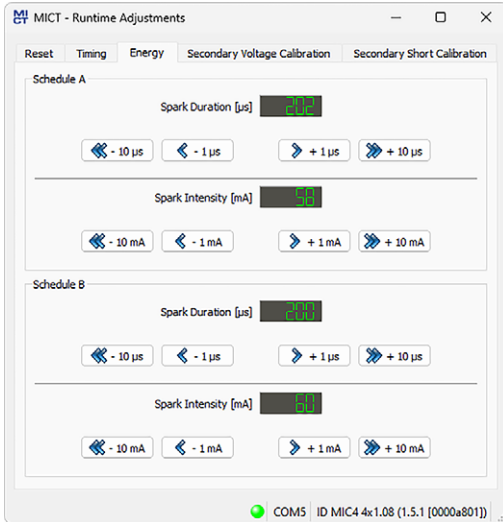 MICT MICT - Runtime Adjustments
Reset Timing Energy Secondary Voltage Calibration Secondary Short Calibration
Schedule A
Spark Duration [µs] 202
- 10 µs - 1 µs + 1 µs + 10 µs
Spark Intensity [mA] 58
- 10 mA - 1 mA + 1 mA + 10 mA
Schedule B
Spark Duration [µs] 200
- 10 µs - 1 µs + 1 µs + 10 µs
Spark Intensity [mA] 60
- 10 mA - 1 mA + 1 mA + 10 mA
COM5 ID MIC4 4x1.08 (1.5.1 [0000a801])